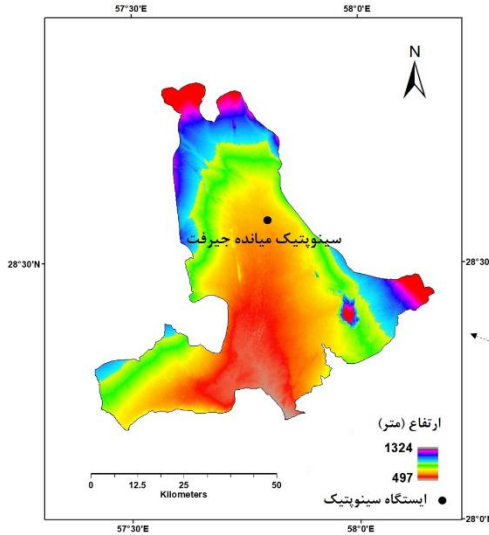 57°30'E
58°0'E
N
سینوپتیک میانده جیرفت
28°30'N
28°30'
ارتفاع (متر)
1324
497
ایستگاه سینوپتیک
0 12.5 25 50
Kilometers
57°30'E
58°0'E
28°0'